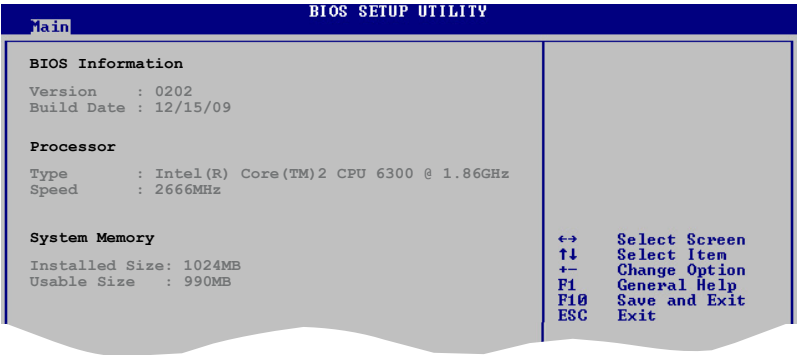 BIOS SETUP UTILITY
Main
BIOS Information
Version : 0202
Build Date : 12/15/09
Processor
Type : Intel(R) Core(TM)2 CPU 6300 @ 1.86GHz
Speed : 2666MHz
System Memory
Installed Size: 1024MB
Usable Size : 990MB
←→ Select Screen
↑↓ Select Item
+- Change Option
F1 General Help
F10 Save and Exit
ESC Exit